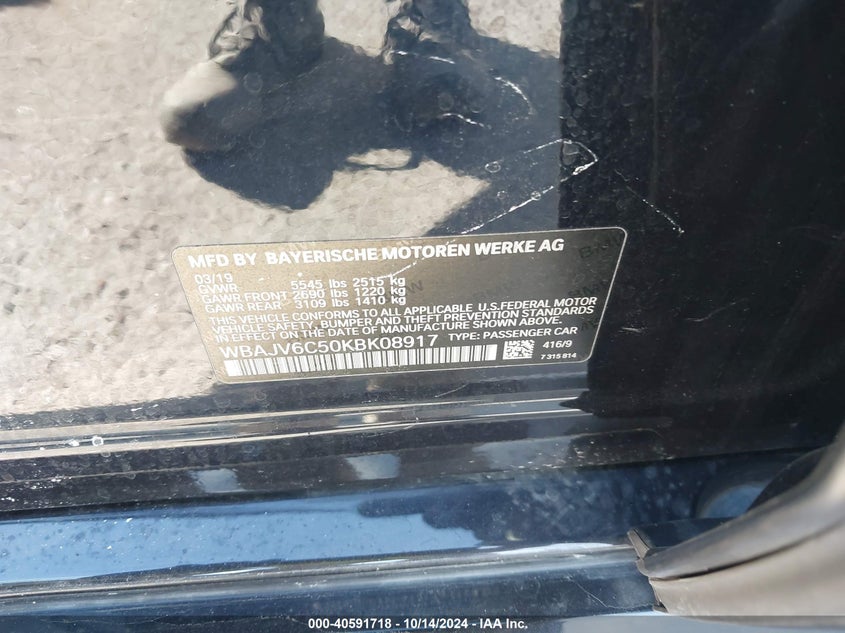 MFD BY BAYERISCHE MOTOREN WERKE AG
03/19
GVWR 5545 lbs 2515 kg
GAWR FRONT 2690 lbs 1220 kg
GAWR REAR 3109 lbs 1410 kg
THIS VEHICLE CONFORMS TO ALL APPLICABLE U.S.FEDERAL MOTOR
VEHICLE SAFETY, BUMPER AND THEFT PREVENTION STANDARDS
IN EFFECT ON THE DATE OF MANUFACTURE SHOWN ABOVE.
WBAJV6C50KBK08917 TYPE: PASSENGER CAR
416/9
7 315 814
000-40591718 - 10/14/2024 - IAA Inc.